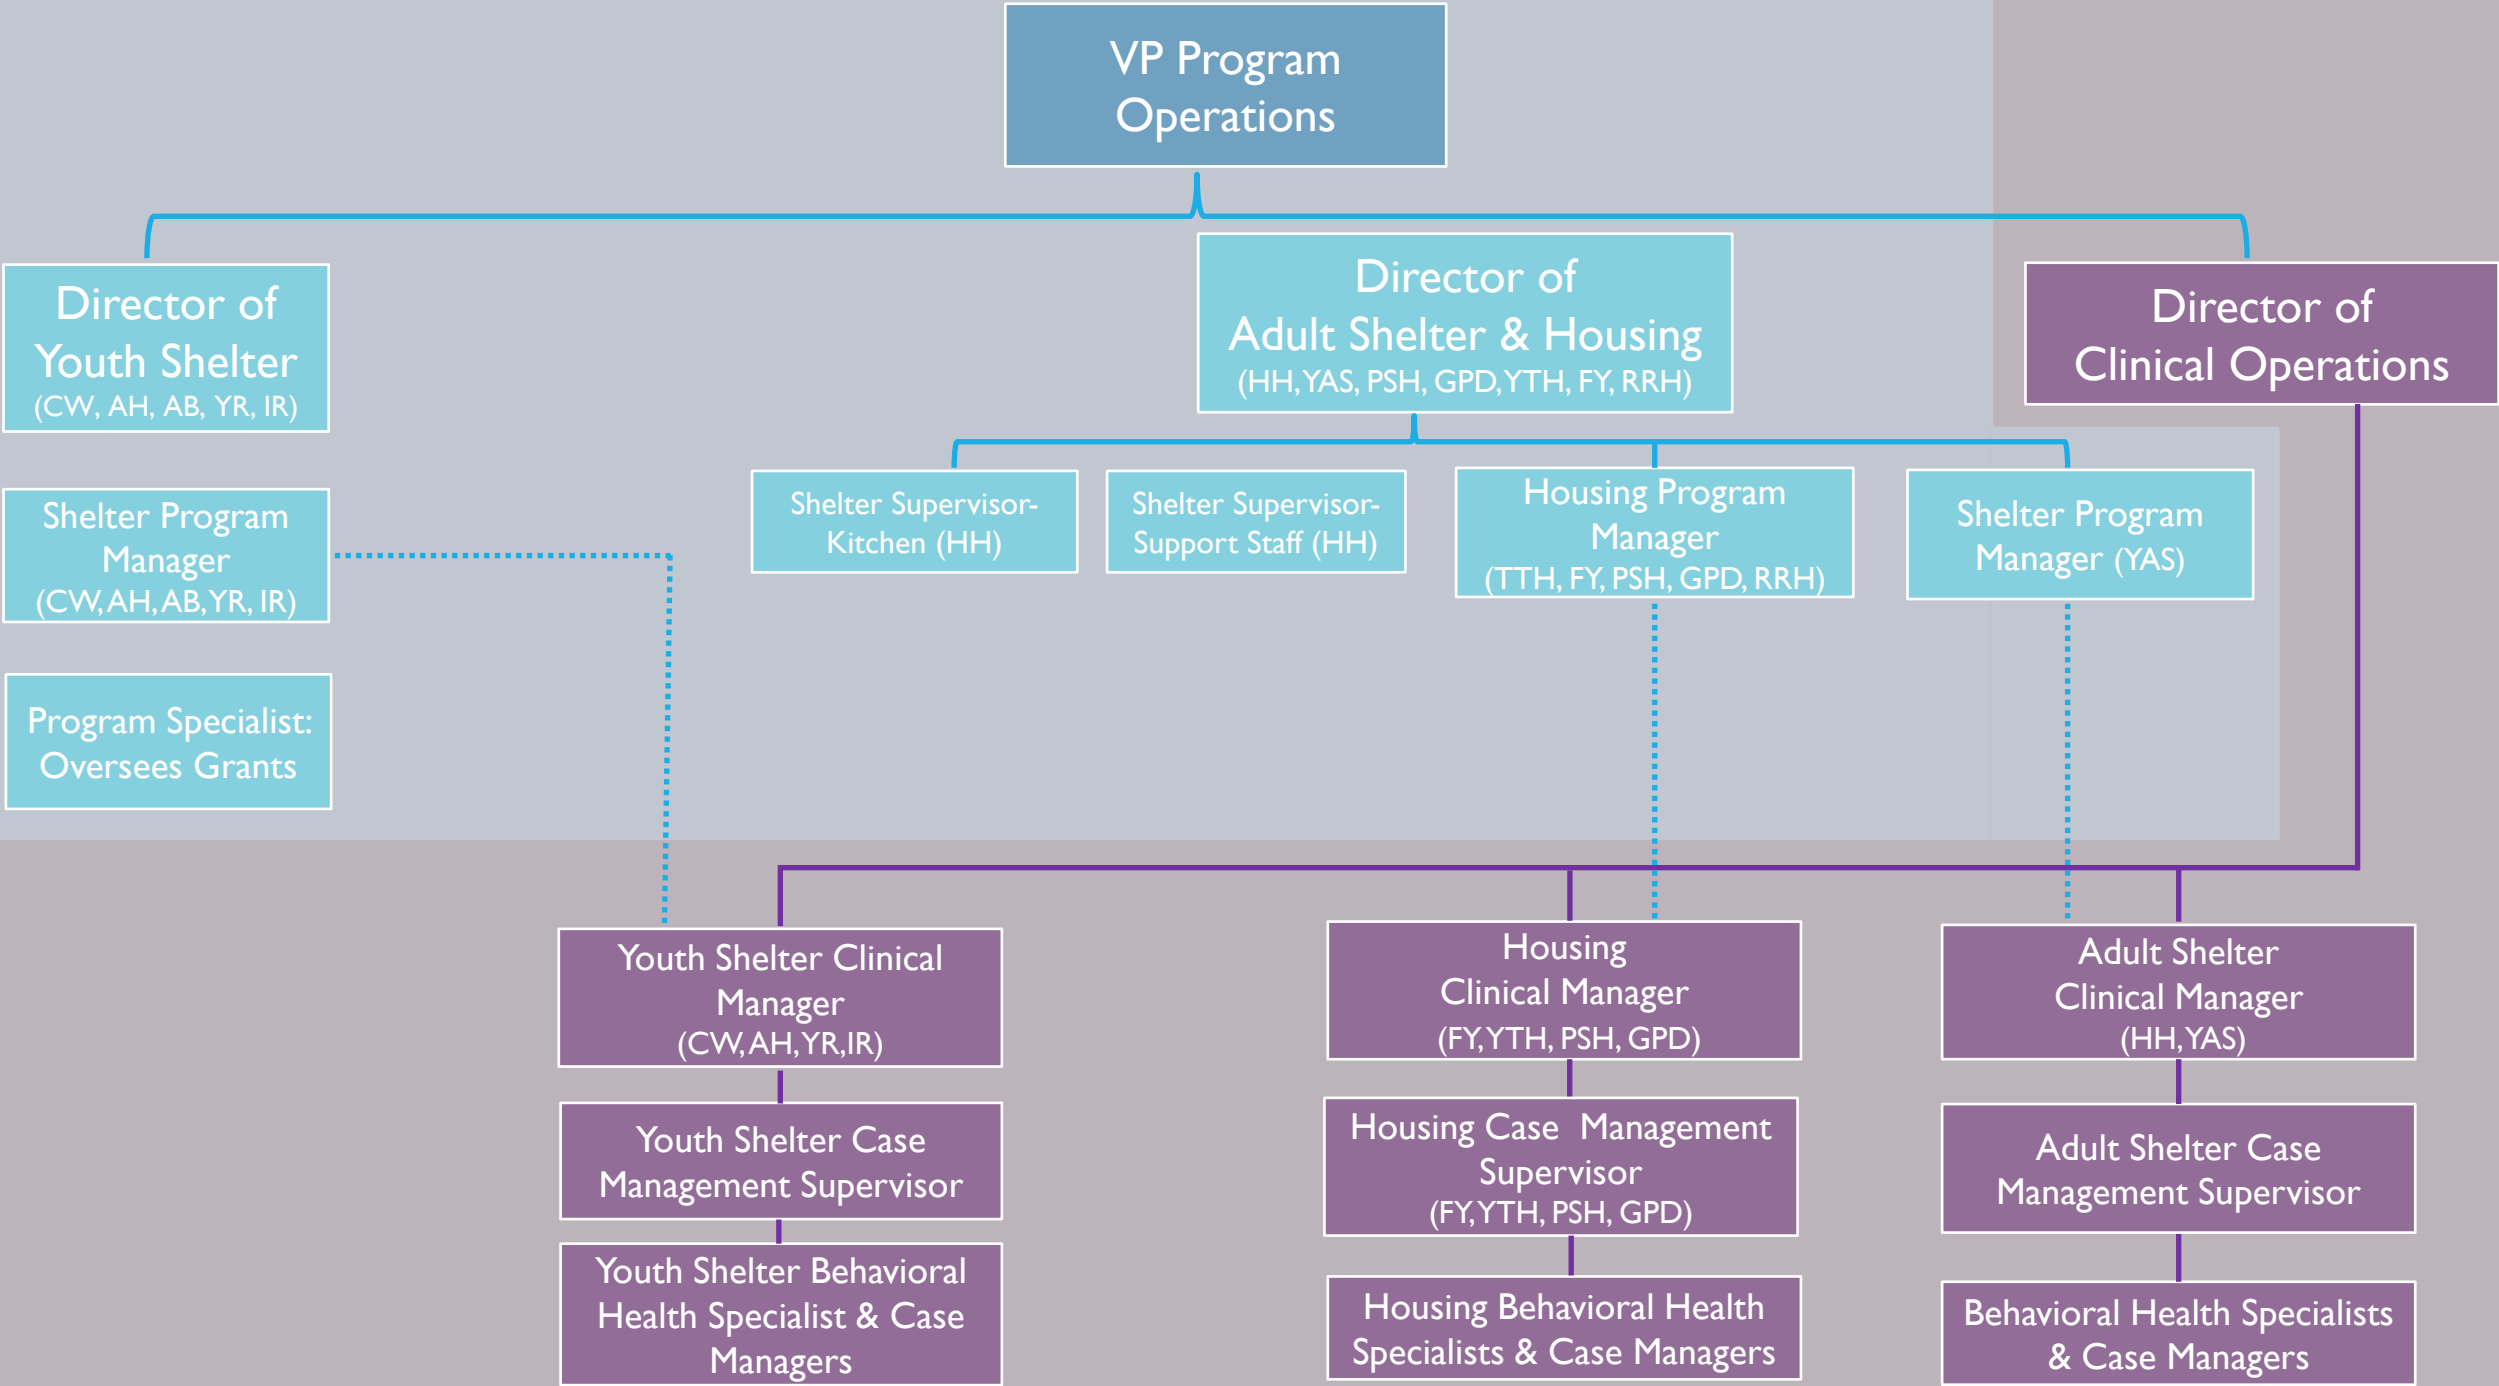 VP Program
Operations
Director of
Youth Shelter
(CW, AH, AB, YR, IR)
Director of
Adult Shelter & Housing
(HH, YAS, PSH, GPD, YTH, FY, RRH)
Director of
Clinical Operations
Shelter Program
Manager
(CW, AH, AB, YR, IR)
Shelter Supervisor-
Kitchen (HH)
Shelter Supervisor-
Support Staff (HH)
Housing Program
Manager
(TTH, FY, PSH, GPD, RRH)
Shelter Program
Manager (YAS)
Program Specialist:
Oversees Grants
Youth Shelter Clinical
Manager
(CW, AH, YR,IR)
Housing
Clinical Manager
(FY, YTH, PSH, GPD)
Adult Shelter
Clinical Manager
(HH, YAS)
Youth Shelter Case
Management Supervisor
Housing Case  Management
Supervisor
(FY, YTH, PSH, GPD)
Adult Shelter Case
Management Supervisor
Youth Shelter Behavioral
Health Specialist & Case
Managers
Housing Behavioral Health
Specialists & Case Managers
Behavioral Health Specialists
& Case Managers